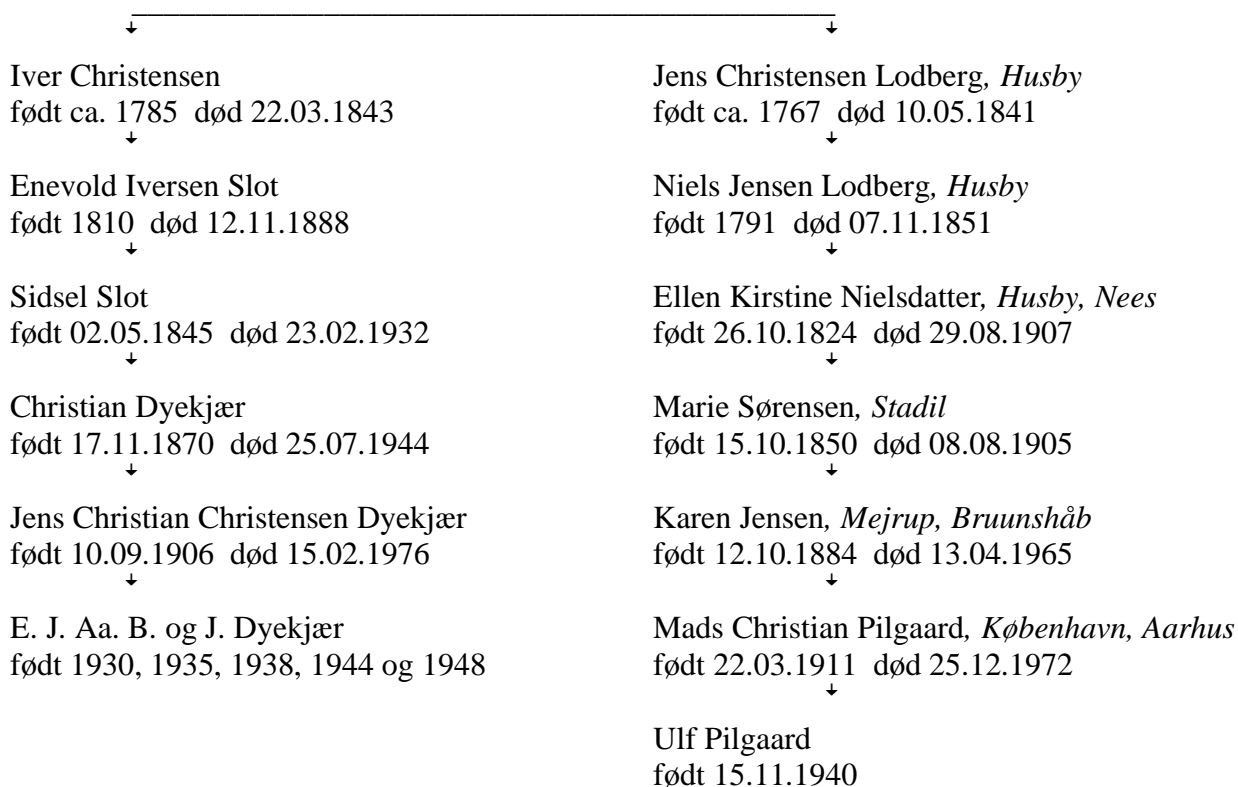 Iver Christensen
født ca. 1785 død 22.03.1843
Enevold Iversen Slot
født 1810 død 12.11.1888
Sidsel Slot
født 02.05.1845 død 23.02.1932
Christian Dyekjær
født 17.11.1870 død 25.07.1944
Jens Christian Christensen Dyekjær
født 10.09.1906 død 15.02.1976
E. J. Aa. B. og J. Dyekjær
født 1930, 1935, 1938, 1944 og 1948
Jens Christensen Lodberg, Husby
født ca. 1767 død 10.05.1841
Niels Jensen Lodberg, Husby
født 1791 død 07.11.1851
Ellen Kirstine Nielsdatter, Husby, Nees
født 26.10.1824 død 29.08.1907
Marie Sørensen, Stadil
født 15.10.1850 død 08.08.1905
Karen Jensen, Mejrup, Bruunshåb
født 12.10.1884 død 13.04.1965
Mads Christian Pilgaard, København, Aarhus
født 22.03.1911 død 25.12.1972
Ulf Pilgaard
født 15.11.1940